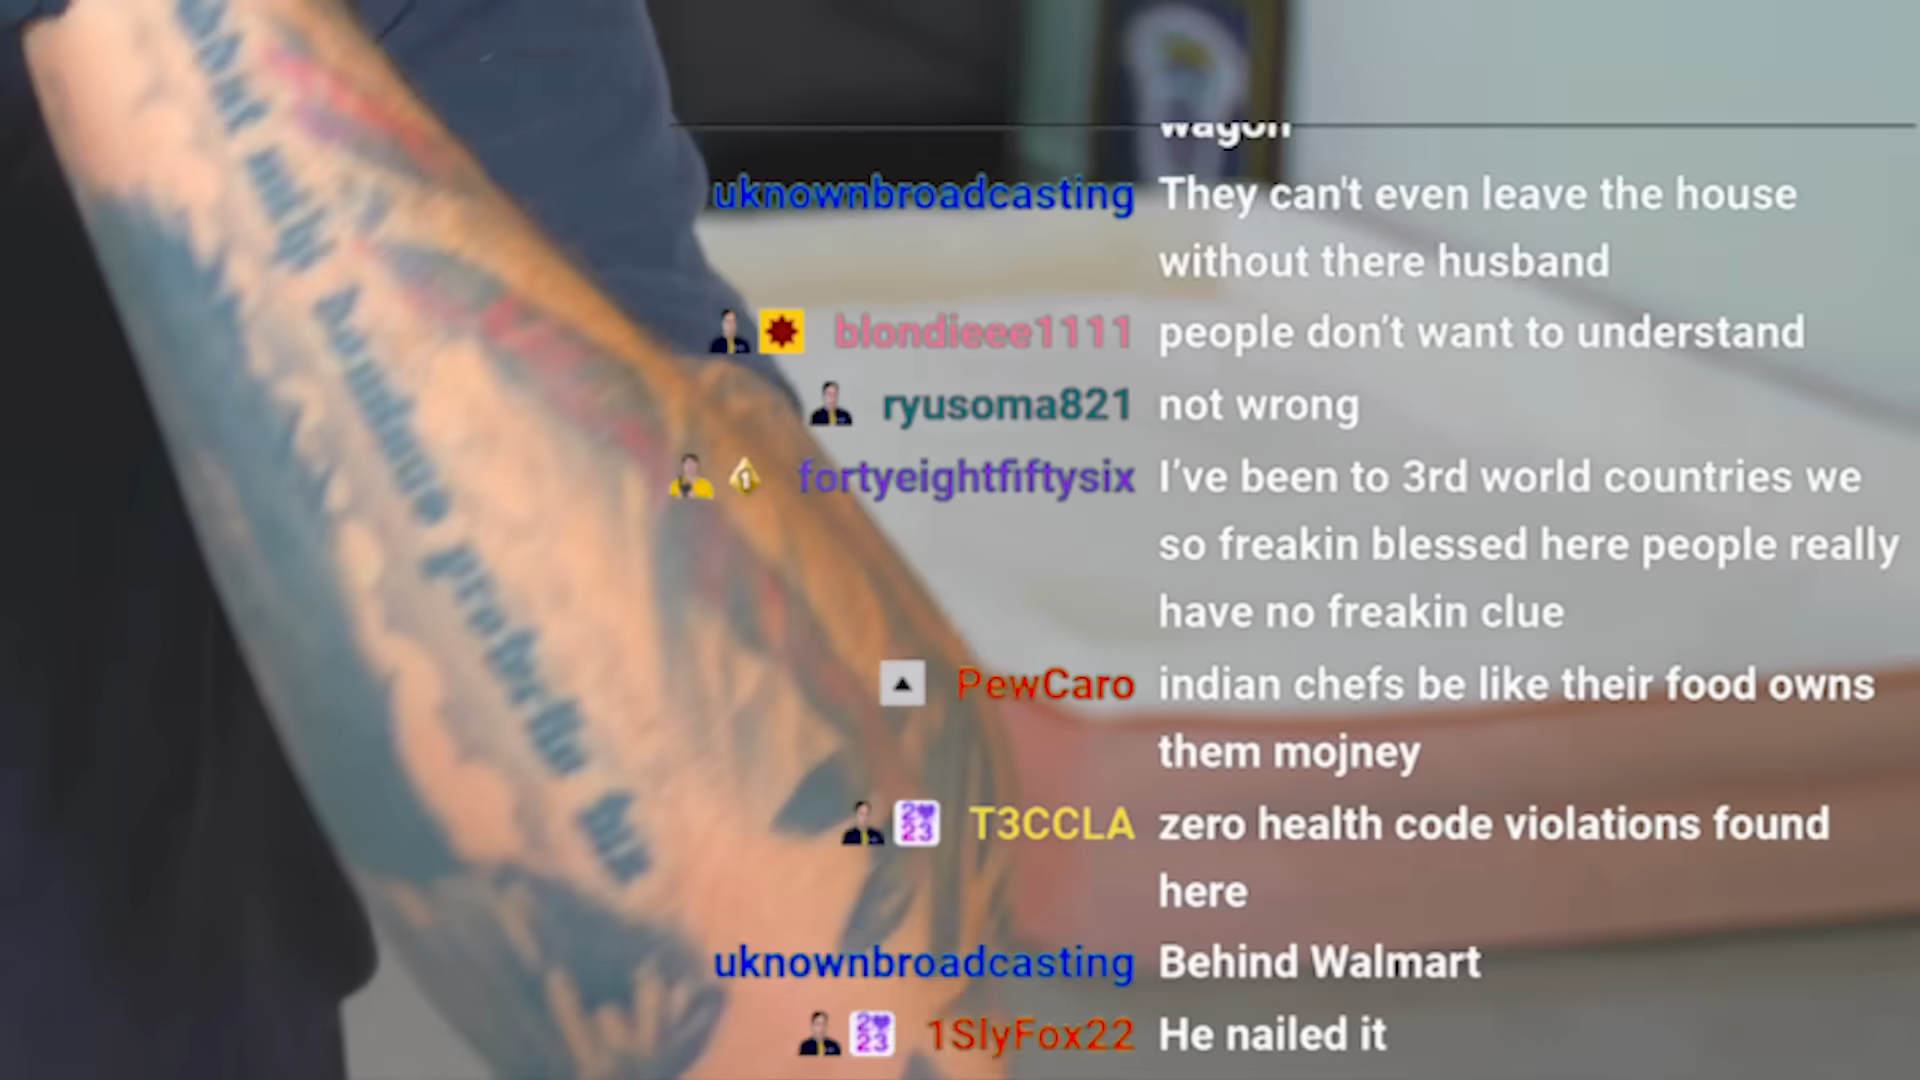 wagon
uknownbroadcasting They can't even leave the house
without there husband
blondieee1111 people don’t want to understand
ryusoma821 not wrong
fortyeightfiftysix I’ve been to 3rd world countries we
so freakin blessed here people really
have no freakin clue
PewCaro indian chefs be like their food owns
them mojney
T3CCLA zero health code violations found
here
uknownbroadcasting Behind Walmart
1SlyFox22 He nailed it